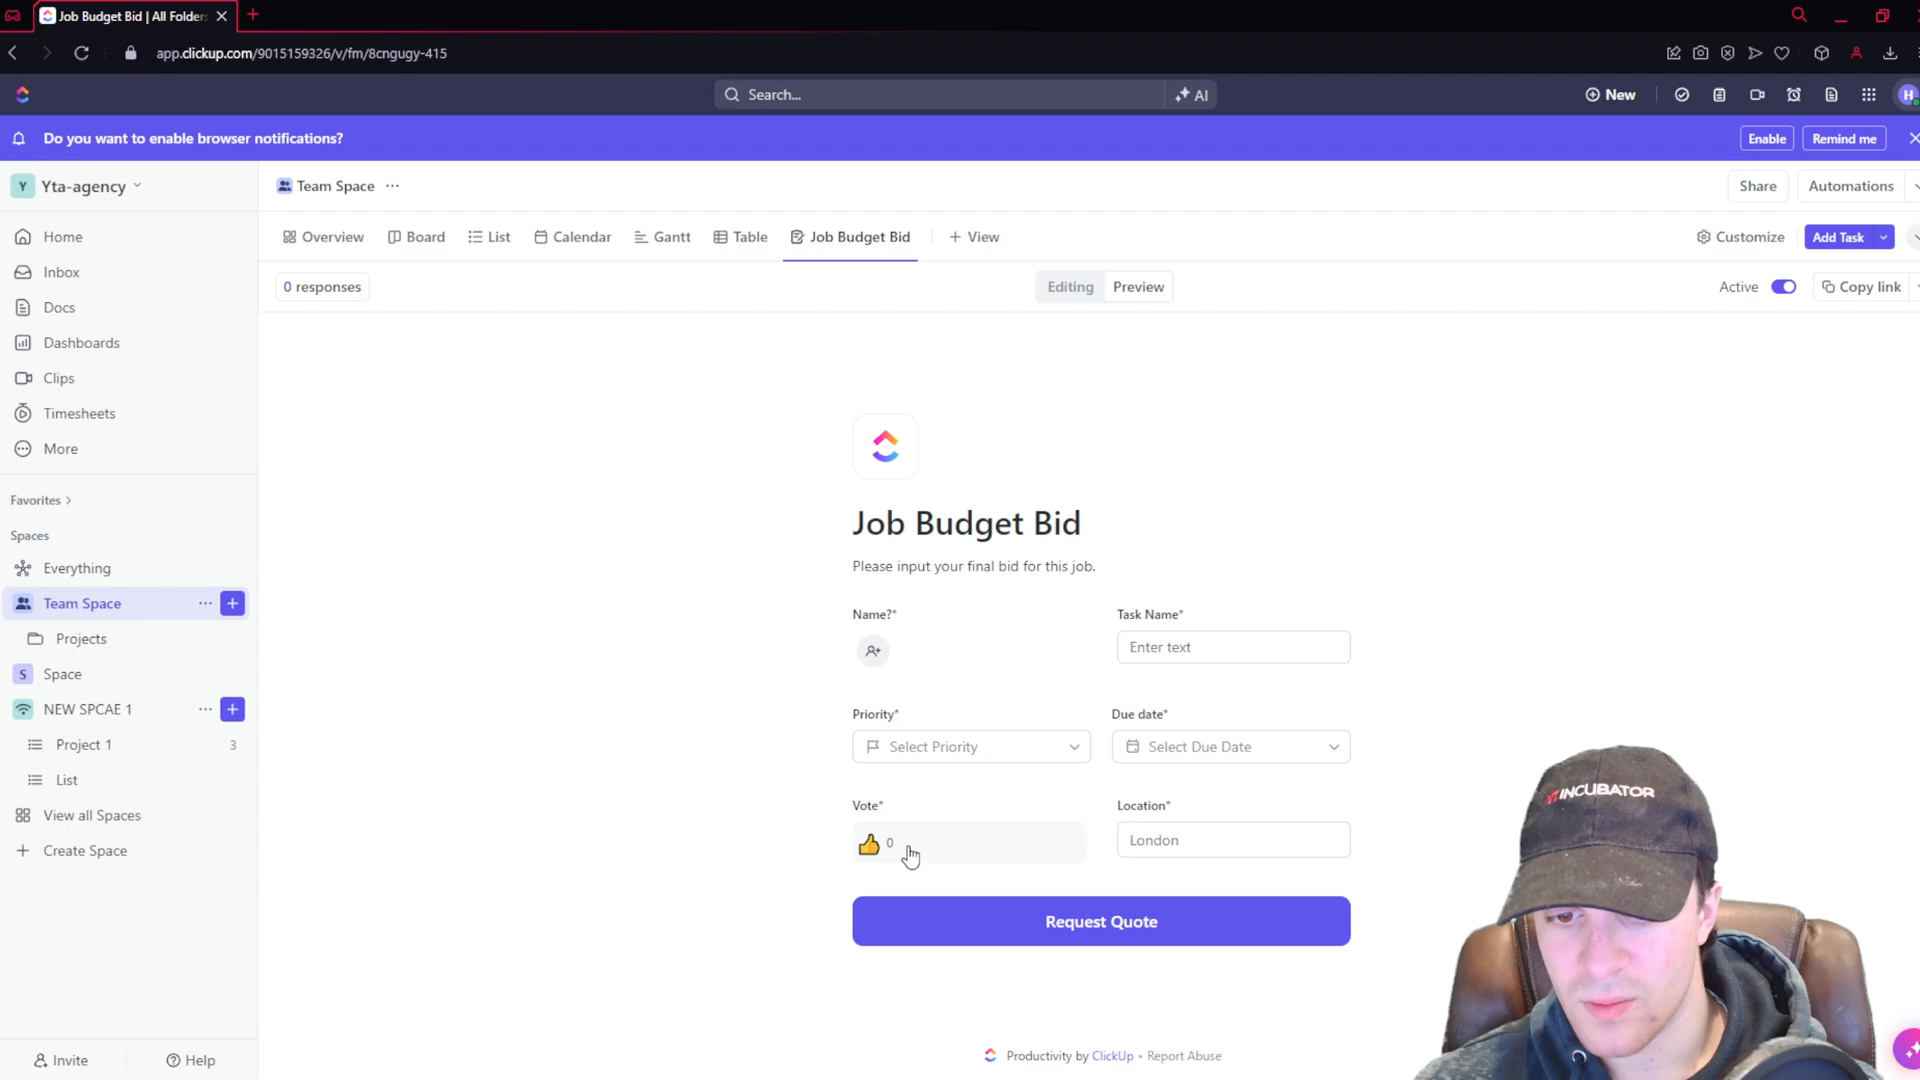 Job Budget Bid | All Folders
app.clickup.com/9015159326/v/fm/8cngugy-415
Search...
AI
New
H
Do you want to enable browser notifications?
Enable
Remind me
Y
Yta-agency
Team Space
Share
Automations
Home
Overview
Board
List
Calendar
Gantt
Table
Job Budget Bid
+ View
Customize
Add Task
Inbox
0 responses
Editing
Preview
Active
Copy link
Docs
Dashboards
Clips
Timesheets
More
Favorites
Spaces
Everything
Team Space
Projects
S
Space
NEW SPCAE 1
Project 1
3
List
View all Spaces
Create Space
Invite
Help
Job Budget Bid
Please input your final bid for this job.
Name?*
Task Name*
Enter text
Priority*
Due date*
Select Priority
Select Due Date
Vote*
Location*
0
London
Request Quote
Productivity by ClickUp • Report Abuse
YTINCUBATOR